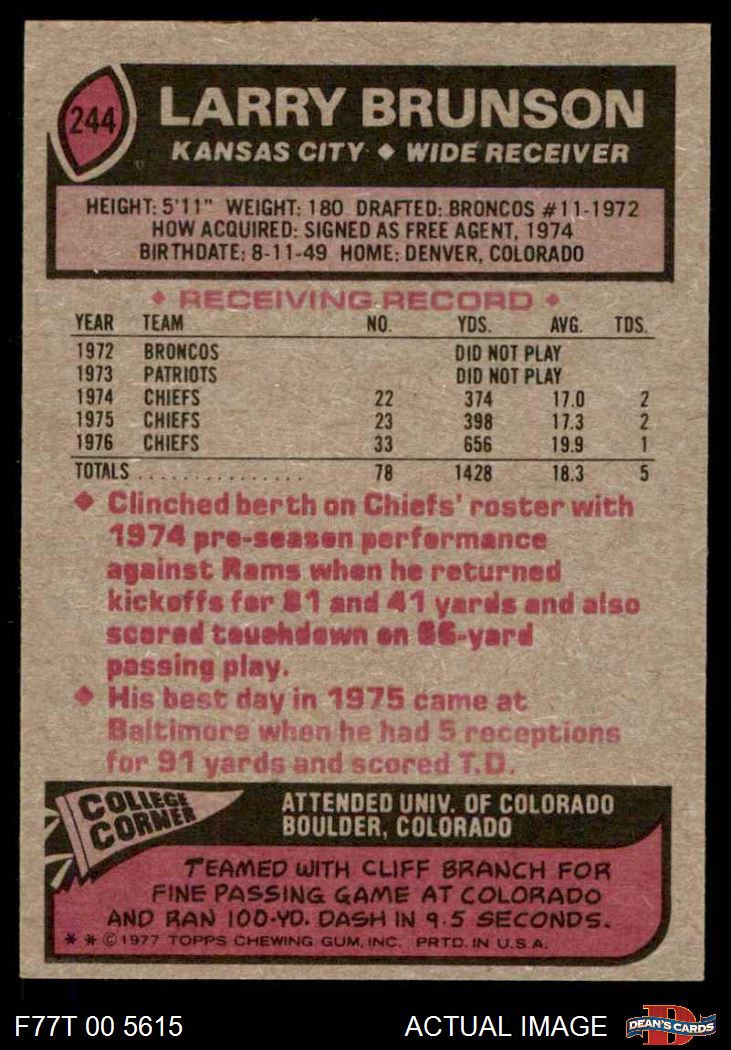 244
LARRY BRUNSON
KANSAS CITY ♦ WIDE RECEIVER
HEIGHT: 5'11" WEIGHT: 180 DRAFTED: BRONCOS #11-1972
HOW ACQUIRED: SIGNED AS FREE AGENT, 1974
BIRTHDATE: 8-11-49 HOME: DENVER, COLORADO
♦ RECEIVING RECORD ♦
YEAR TEAM NO. YDS. AVG. TDS.
1972 BRONCOS DID NOT PLAY
1973 PATRIOTS DID NOT PLAY
1974 CHIEFS 22 374 17.0 2
1975 CHIEFS 23 398 17.3 2
1976 CHIEFS 33 656 19.9 1
TOTALS . . . . . . . . . . . . . . . 78 1428 18.3 5
♦ Clinched berth on Chiefs' roster with
1974 pre-season performance
against Rams when he returned
kickoffs for 81 and 41 yards and also
scored touchdown on
passing play.
♦ His best day in 1975 came at
Baltimore when he had 5 receptions
for 91 yards and scored T.D.
COLLEGE
CORNER
ATTENDED UNIV. OF COLORADO
BOULDER, COLORADO
TEAMED WITH CLIFF BRANCH FOR
FINE PASSING GAME AT COLORADO
AND RAN 100-YD. DASH IN 9.5 SECONDS.
* * © 1977 TOPPS CHEWING GUM, INC. PRTD. IN U.S.A.
F77T 00 5615 ACTUAL IMAGE
D
DEAN'S CARDS